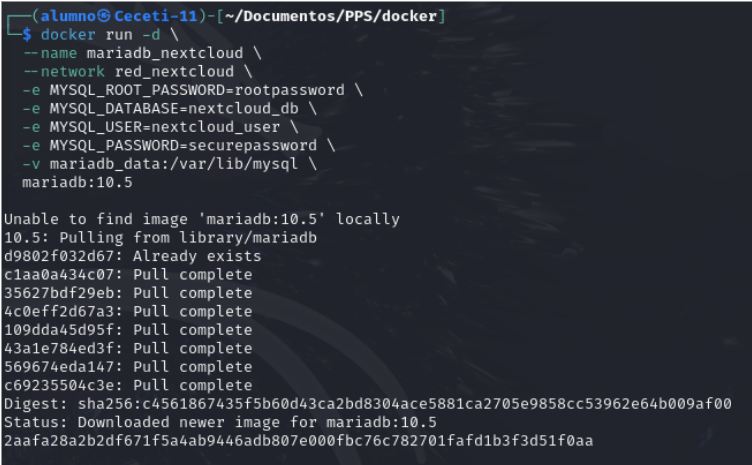 ┌──(alumno㉿Ceceti-11)-[~/Documentos/PPS/docker]
└─$ docker run -d \
  --name mariadb_nextcloud \
  --network red_nextcloud \
  -e MYSQL_ROOT_PASSWORD=rootpassword \
  -e MYSQL_DATABASE=nextcloud_db \
  -e MYSQL_USER=nextcloud_user \
  -e MYSQL_PASSWORD=securepassword \
  -v mariadb_data:/var/lib/mysql \
  mariadb:10.5
Unable to find image 'mariadb:10.5' locally
10.5: Pulling from library/mariadb
d9802f032d67: Already exists
c1aa0a434c07: Pull complete
35627bdf29eb: Pull complete
4c0eff2d67a3: Pull complete
109dda45d95f: Pull complete
43a1e784ed3f: Pull complete
569674eda147: Pull complete
c69235504c3e: Pull complete
Digest: sha256:c4561867435f5b60d43ca2bd8304ace5881ca2705e9858cc53962e64b009af00
Status: Downloaded newer image for mariadb:10.5
2aafa28a2b2df671f5a4ab9446adb807e000fbc76c782701fafd1b3f3d51f0aa